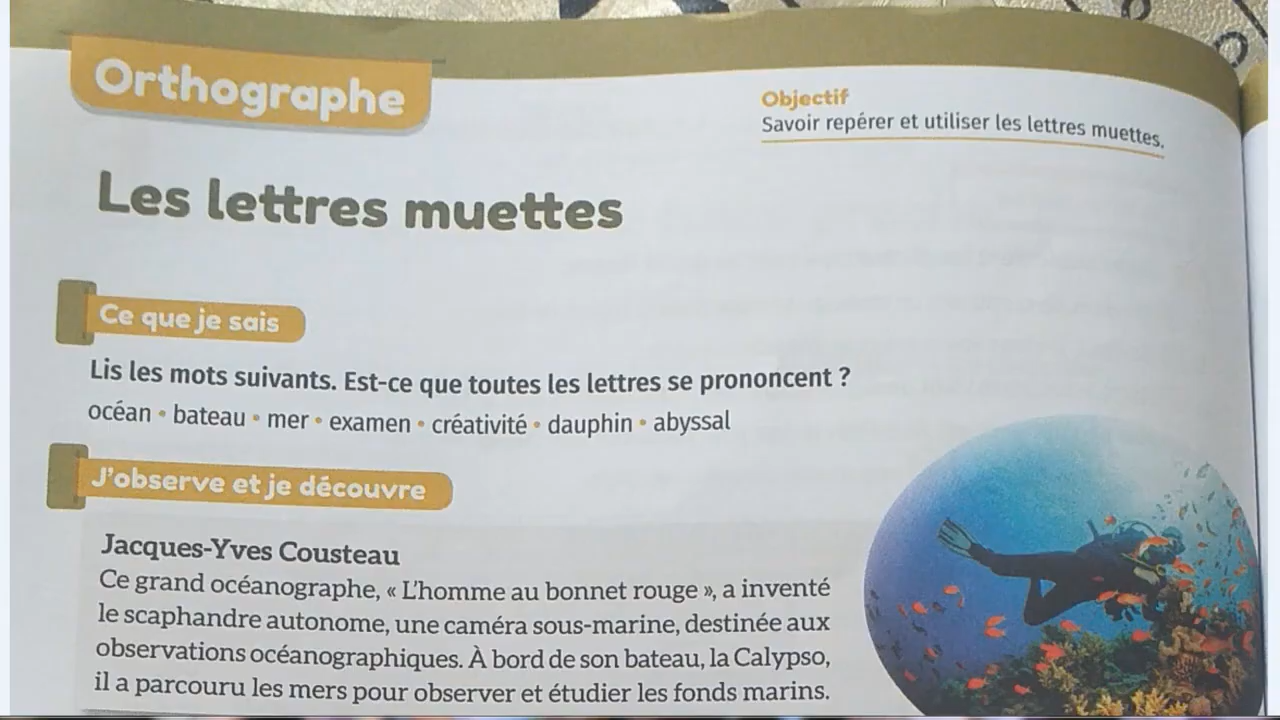 Orthographe
Objectif
Savoir repérer et utiliser les lettres muettes.
Les lettres muettes
Ce que je sais
Lis les mots suivants. Est-ce que toutes les lettres se prononcent ?
océan • bateau • mer • examen • créativité • dauphin • abyssal
J'observe et je découvre
Jacques-Yves Cousteau
Ce grand océanographe, « L'homme au bonnet rouge », a inventé
le scaphandre autonome, une caméra sous-marine, destinée aux
observations océanographiques. À bord de son bateau, la Calypso,
il a parcouru les mers pour observer et étudier les fonds marins.